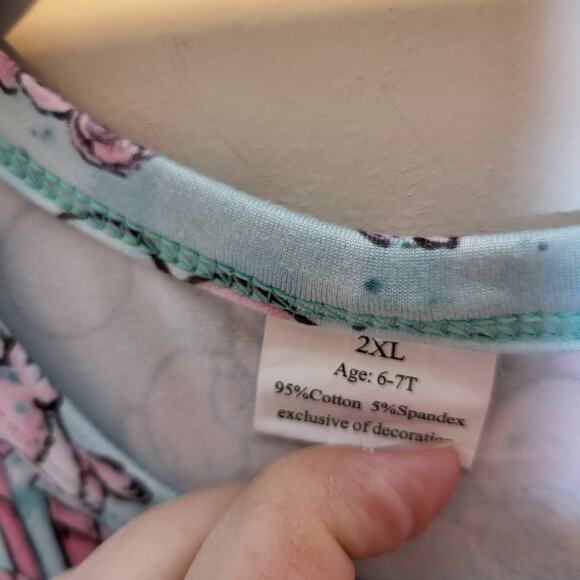 2XL
Age: 6-7T
95%Cotton 5%Spandex
exclusive of decoration